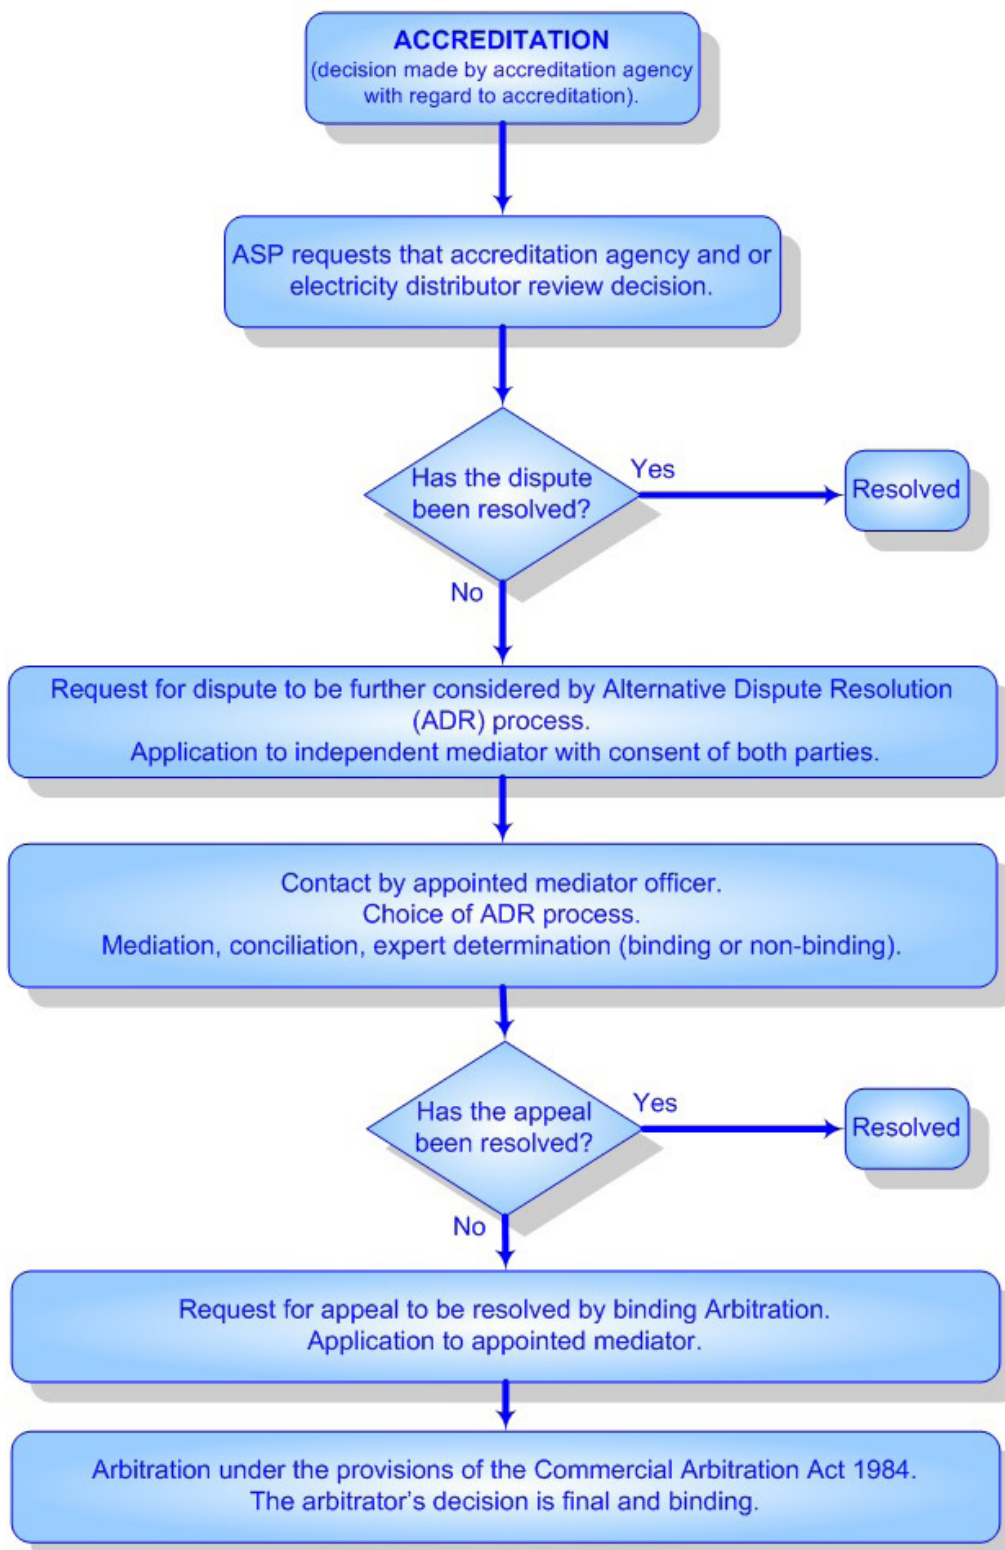 ACCREDITATION
(decision made by accreditation agency
with regard to accreditation).
ASP requests that accreditation agency and or
electricity distributor review decision.
Has the dispute
been resolved?
Yes
Resolved
No
Request for dispute to be further considered by Alternative Dispute Resolution
(ADR) process.
Application to independent mediator with consent of both parties.
Contact by appointed mediator officer.
Choice of ADR process.
Mediation, conciliation, expert determination (binding or non-binding).
Has the appeal
been resolved?
Yes
Resolved
No
Request for appeal to be resolved by binding Arbitration.
Application to appointed mediator.
Arbitration under the provisions of the Commercial Arbitration Act 1984.
The arbitrator’s decision is final and binding.